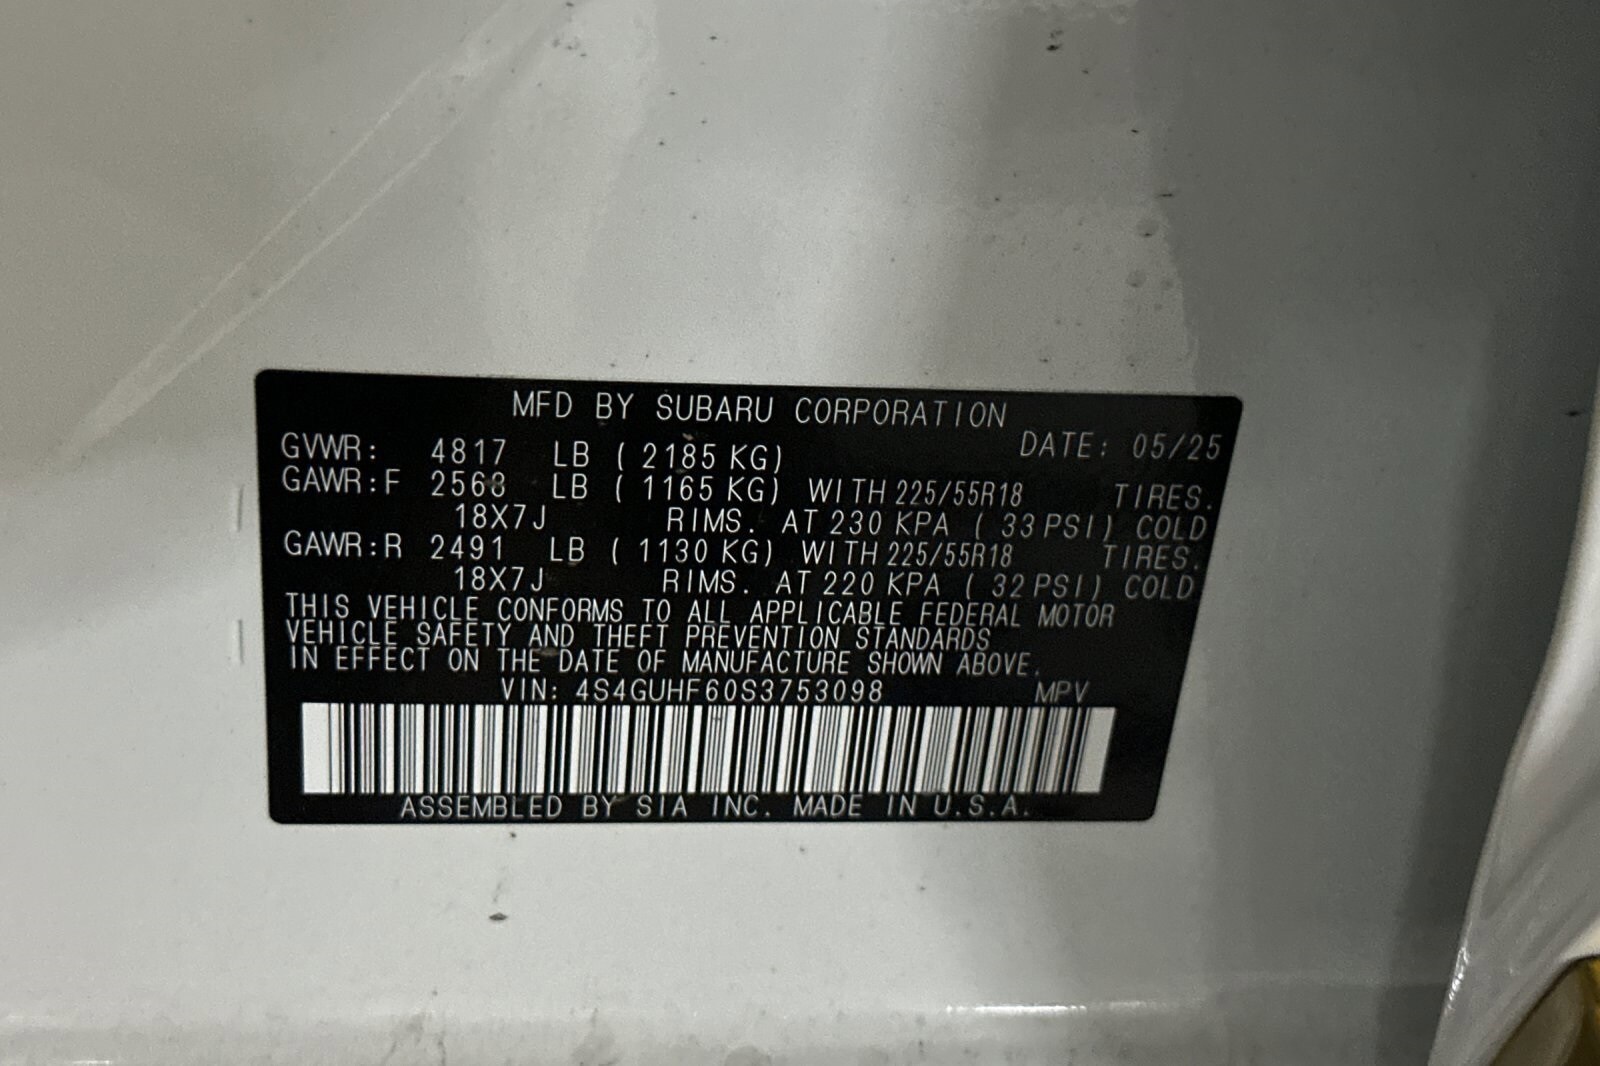 MFD BY SUBARU CORPORATION
DATE: 05/25
GVWR: 4817 LB ( 2185 KG)
GAWR:F 2568 LB ( 1165 KG) WITH 225/55R18 TIRES.
18X7J RIMS. AT 230 KPA ( 33 PSI) COLD
GAWR:R 2491 LB ( 1130 KG) WITH 225/55R18 TIRES.
18X7J RIMS. AT 220 KPA ( 32 PSI) COLD
THIS VEHICLE CONFORMS TO ALL APPLICABLE FEDERAL MOTOR
VEHICLE SAFETY AND THEFT PREVENTION STANDARDS
IN EFFECT ON THE DATE OF MANUFACTURE SHOWN ABOVE.
VIN: 4S4GUHF60S3753098 MPV
ASSEMBLED BY SIA INC. MADE IN U.S.A.